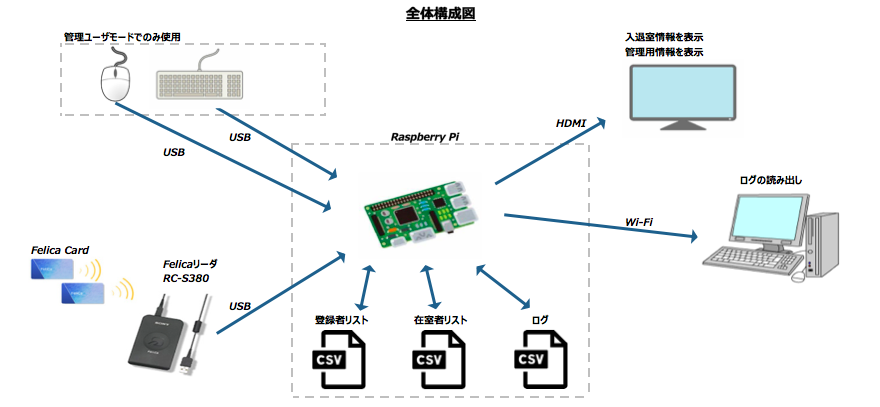 全体構成図
管理ユーザモードでのみ使用
入退室情報を表示
管理用情報を表示
USB
USB
HDMI
Raspberry Pi
ログの読み出し
Wi-Fi
Felica Card
Felicaリーダ
RC-S380
USB
登録者リスト
在室者リスト
ログ
CSV
CSV
CSV